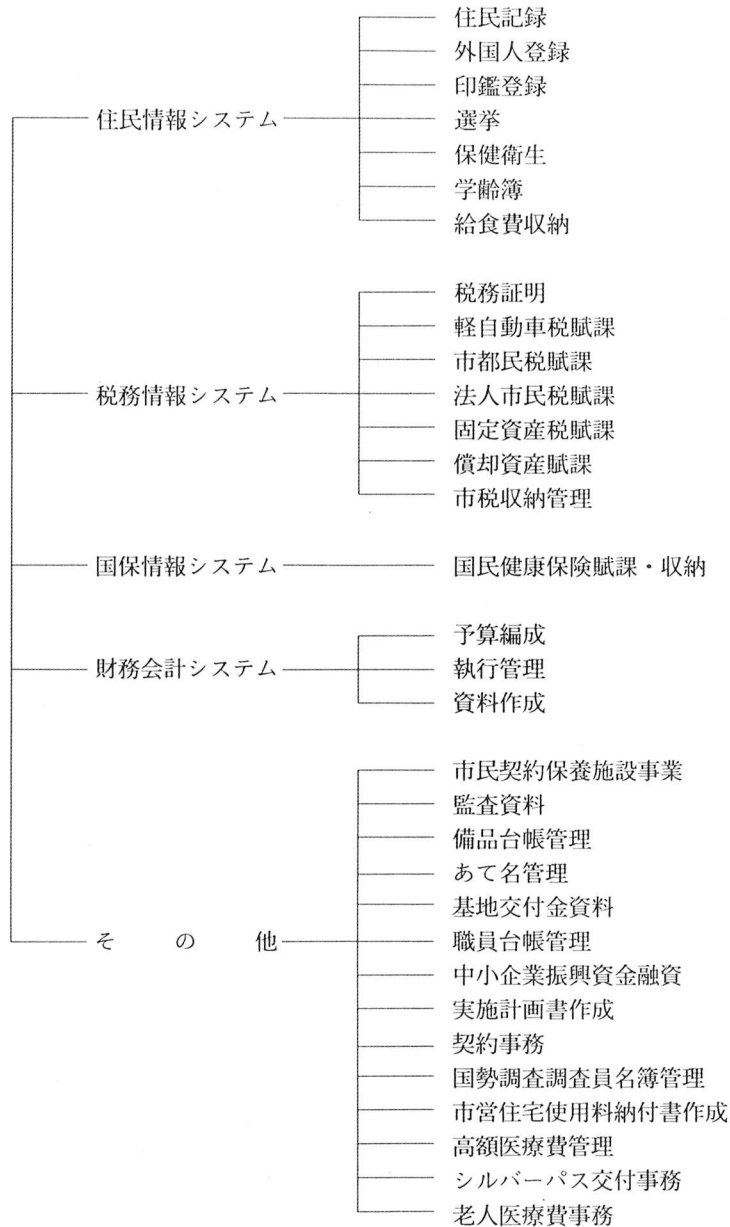 住民情報システム
住民記録
外国人登録
印鑑登録
選挙
保健衛生
学齢簿
給食費収納
税務情報システム
税務証明
軽自動車税賦課
市都民税賦課
法人市民税賦課
固定資産税賦課
償却資産賦課
市税収納管理
国保情報システム
国民健康保険賦課・収納
財務会計システム
予算編成
執行管理
資料作成
その他
市民契約保養施設事業
監査資料
備品台帳管理
あて名管理
基地交付金資料
職員台帳管理
中小企業振興資金融資
実施計画書作成
契約事務
国勢調査調査員名簿管理
市営住宅使用料納付書作成
高額医療費管理
シルバーパス交付事務
老人医療費事務